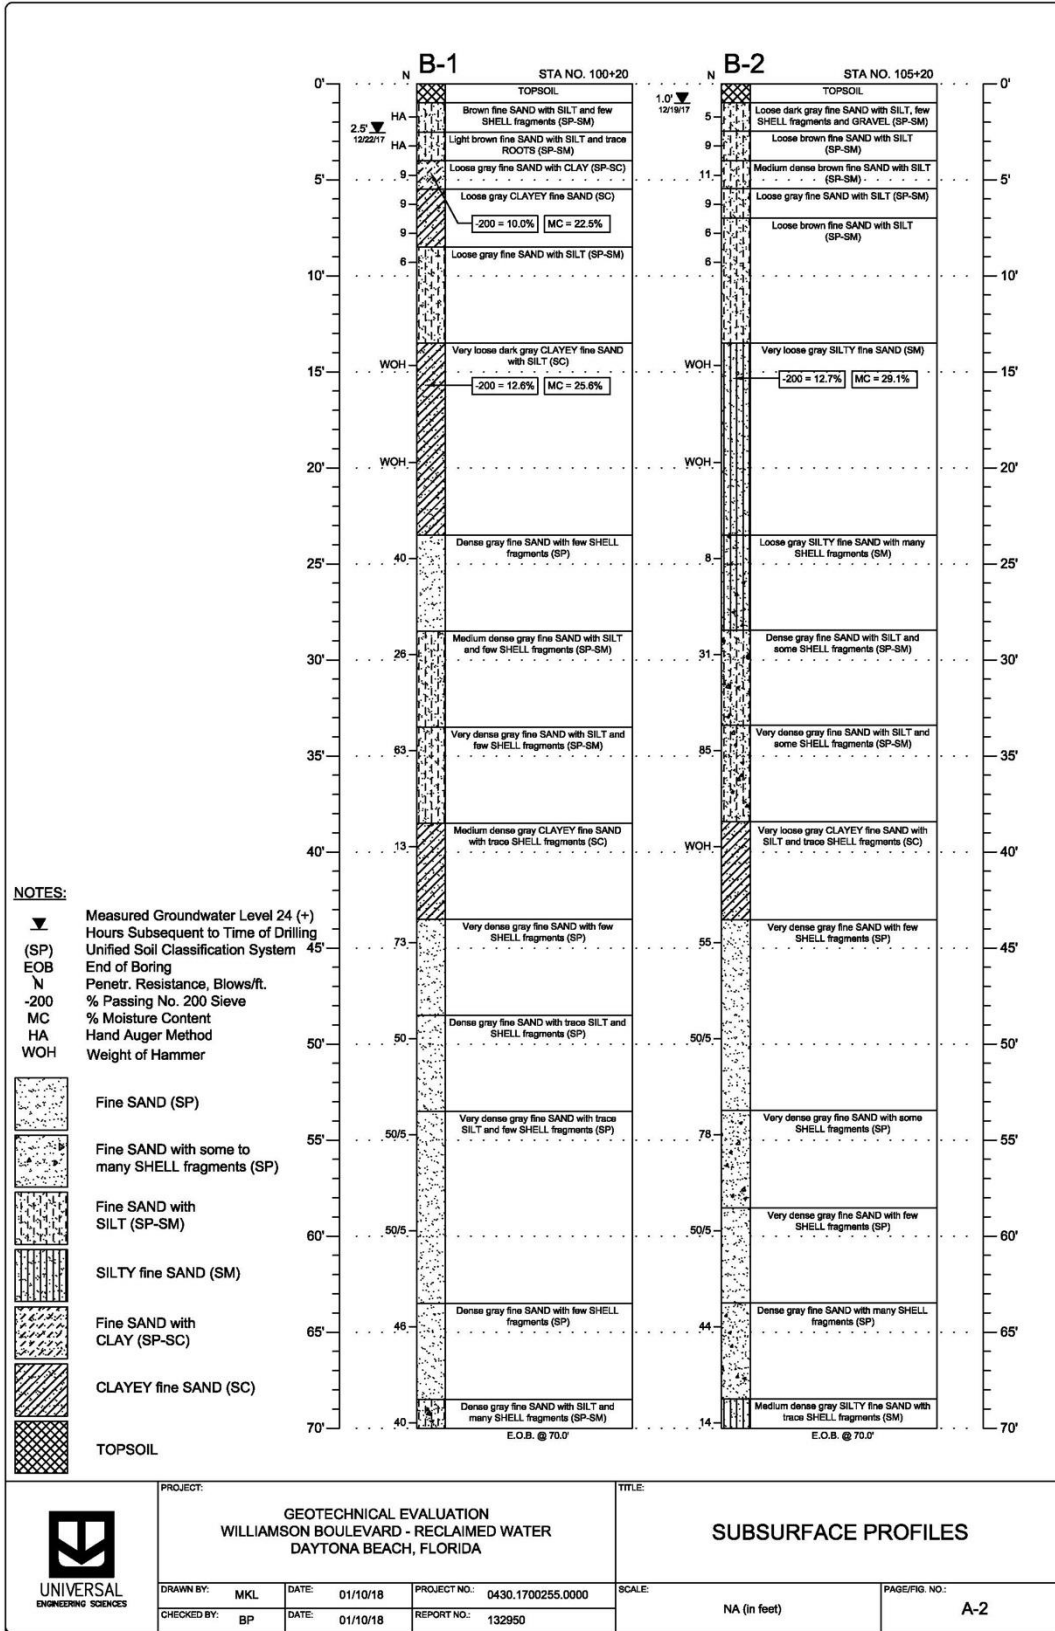 B-1
STA NO. 100+20
N
0'
TOPSOIL
HA
Brown fine SAND with SILT and few
SHELL fragments (SP-SM)
2.5'
12/22/17
HA
Light brown fine SAND with SILT and trace
ROOTS (SP-SM)
9
Loose gray fine SAND with CLAY (SP-SC)
5'
9
Loose gray CLAYEY fine SAND (SC)
-200 = 10.0%
MC = 22.5%
9
6
Loose gray fine SAND with SILT (SP-SM)
10'
WOH
Very loose dark gray CLAYEY fine SAND
with SILT (SC)
15'
-200 = 12.6%
MC = 25.6%
WOH
20'
40
Dense gray fine SAND with few SHELL
fragments (SP)
25'
26
Medium dense gray fine SAND with SILT
and few SHELL fragments (SP-SM)
30'
63
Very dense gray fine SAND with SILT and
few SHELL fragments (SP-SM)
35'
13
Medium dense gray CLAYEY fine SAND
with trace SHELL fragments (SC)
40'
73
Very dense gray fine SAND with few
SHELL fragments (SP)
45'
50
Dense gray fine SAND with trace SILT and
SHELL fragments (SP)
50'
50/5
Very dense gray fine SAND with trace
SILT and few SHELL fragments (SP)
55'
50/5
60'
46
Dense gray fine SAND with few SHELL
fragments (SP)
65'
40
Dense gray fine SAND with SILT and
many SHELL fragments (SP-SM)
70'
E.O.B. @ 70.0'
B-2
STA NO. 105+20
N
0'
TOPSOIL
1.0'
12/19/17
5
Loose dark gray fine SAND with SILT, few
SHELL fragments and GRAVEL (SP-SM)
9
Loose brown fine SAND with SILT
(SP-SM)
11
Medium dense brown fine SAND with SILT
(SP-SM)
5'
9
Loose gray fine SAND with SILT (SP-SM)
6
Loose brown fine SAND with SILT
(SP-SM)
6
10'
WOH
Very loose gray SILTY fine SAND (SM)
15'
-200 = 12.7%
MC = 29.1%
WOH
20'
8
Loose gray SILTY fine SAND with many
SHELL fragments (SM)
25'
31
Dense gray fine SAND with SILT and
some SHELL fragments (SP-SM)
30'
85
Very dense gray fine SAND with SILT and
some SHELL fragments (SP-SM)
35'
WOH
Very loose gray CLAYEY fine SAND with
SILT and trace SHELL fragments (SC)
40'
55
Very dense gray fine SAND with few
SHELL fragments (SP)
45'
50/5
50'
78
Very dense gray fine SAND with some
SHELL fragments (SP)
55'
50/5
Very dense gray fine SAND with few
SHELL fragments (SP)
60'
44
Dense gray fine SAND with many SHELL
fragments (SP)
65'
14
Medium dense gray SILTY fine SAND with
trace SHELL fragments (SM)
70'
E.O.B. @ 70.0'
NOTES:
Measured Groundwater Level 24 (+)
Hours Subsequent to Time of Drilling
(SP) Unified Soil Classification System
EOB End of Boring
N Penetr. Resistance, Blows/ft.
-200 % Passing No. 200 Sieve
MC % Moisture Content
HA Hand Auger Method
WOH Weight of Hammer
Fine SAND (SP)
Fine SAND with some to
many SHELL fragments (SP)
Fine SAND with
SILT (SP-SM)
SILTY fine SAND (SM)
Fine SAND with
CLAY (SP-SC)
CLAYEY fine SAND (SC)
TOPSOIL
UNIVERSAL
ENGINEERING SCIENCES
PROJECT:
GEOTECHNICAL EVALUATION
WILLIAMSON BOULEVARD - RECLAIMED WATER
DAYTONA BEACH, FLORIDA
TITLE:
SUBSURFACE PROFILES
DRAWN BY: MKL DATE: 01/10/18 PROJECT NO.: 0430.1700255.0000
CHECKED BY: BP DATE: 01/10/18 REPORT NO.: 132950
SCALE:
NA (in feet)
PAGE/FIG. NO.:
A-2